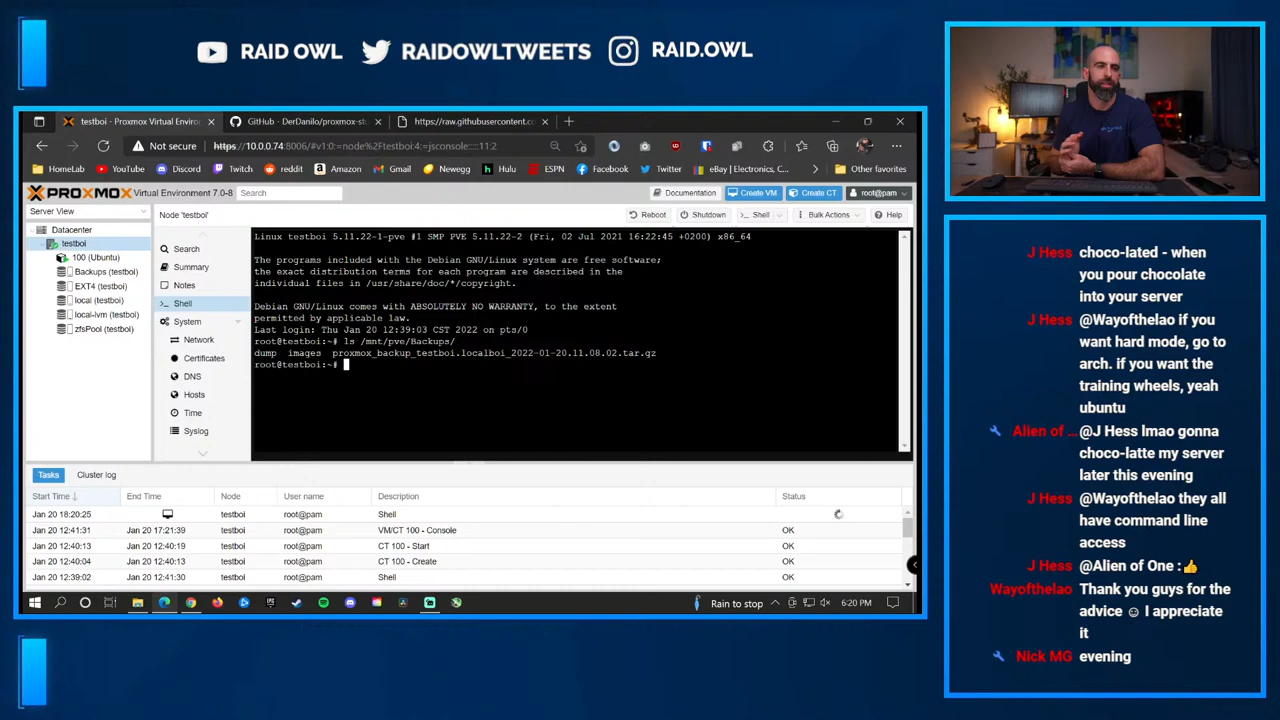 RAID OWL
RAIDOWLTWEETS
RAID.OWL
testboi - Proxmox Virtual Enviror
GitHub - DerDanilo/proxmox-st
https://raw.githubusercontent.co
Not secure
https://10.0.0.74:8006/#v1:0:=node%2Ftestboi:4:=jsconsole:::::11:2
HomeLab
YouTube
Discord
Twitch
reddit
Amazon
Gmail
Newegg
Hulu
ESPN
Facebook
Twitter
eBay | Electronics, C...
Other favorites
PROXMOX Virtual Environment 7.0-8
Search
Documentation
Create VM
Create CT
root@pam
Server View
Node 'testboi'
Reboot
Shutdown
Shell
Bulk Actions
Help
Datacenter
testboi
100 (Ubuntu)
Backups (testboi)
EXT4 (testboi)
local (testboi)
local-lvm (testboi)
zfsPool (testboi)
Search
Summary
Notes
Shell
System
Network
Certificates
DNS
Hosts
Time
Syslog
Linux testboi 5.11.22-1-pve #1 SMP PVE 5.11.22-2 (Fri, 02 Jul 2021 16:22:45 +0200) x86_64
The programs included with the Debian GNU/Linux system are free software;
the exact distribution terms for each program are described in the
individual files in /usr/share/doc/*/copyright.
Debian GNU/Linux comes with ABSOLUTELY NO WARRANTY, to the extent
permitted by applicable law.
Last login: Thu Jan 20 12:39:03 CST 2022 on pts/0
root@testboi:~# ls /mnt/pve/Backups/
dump images proxmox_backup_testboi.localboi_2022-01-20.11.08.02.tar.gz
root@testboi:~#
Tasks
Cluster log
Start Time
End Time
Node
User name
Description
Status
Jan 20 18:20:25 testboi root@pam Shell
Jan 20 12:41:31 Jan 20 17:21:39 testboi root@pam VM/CT 100 - Console OK
Jan 20 12:40:13 Jan 20 12:40:19 testboi root@pam CT 100 - Start OK
Jan 20 12:40:04 Jan 20 12:40:13 testboi root@pam CT 100 - Create OK
Jan 20 12:39:02 Jan 20 12:41:30 testboi root@pam Shell OK
Rain to stop
6:20 PM
J Hess choco-lated - when
you pour chocolate
into your server
J Hess @Wayofthelao if you
want hard mode, go to
arch. if you want the
training wheels, yeah
ubuntu
Alien of ... @J Hess lmao gonna
choco-latte my server
later this evening
J Hess @Wayofthelao they all
have command line
access
J Hess @Alien of One :👍
Wayofthelao Thank you guys for the
advice ☺ I appreciate
it
Nick MG evening